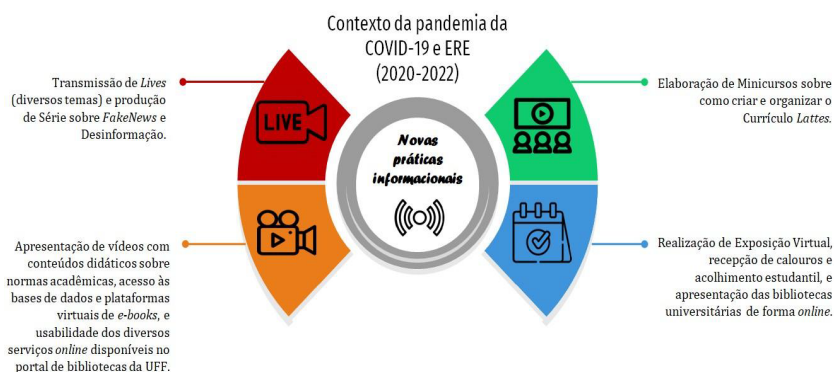 Contexto da pandemia da
COVID-19 e ERE
(2020-2022)
Transmissão de Lives
(diversos temas) e produção
de Série sobre FakeNews e
Desinformação.
LIVE
Novas
práticas
informacionais
Elaboração de Minicursos sobre
como criar e organizar o
Currículo Lattes.
Apresentação de vídeos com
conteúdos didáticos sobre
normas acadêmicas, acesso às
bases de dados e plataformas
virtuais de e-books, e
usabilidade dos diversos
serviços online disponíveis no
portal de bibliotecas da UFF.
Realização de Exposição Virtual,
recepção de calouros e
acolhimento estudantil, e
apresentação das bibliotecas
universitárias de forma online.